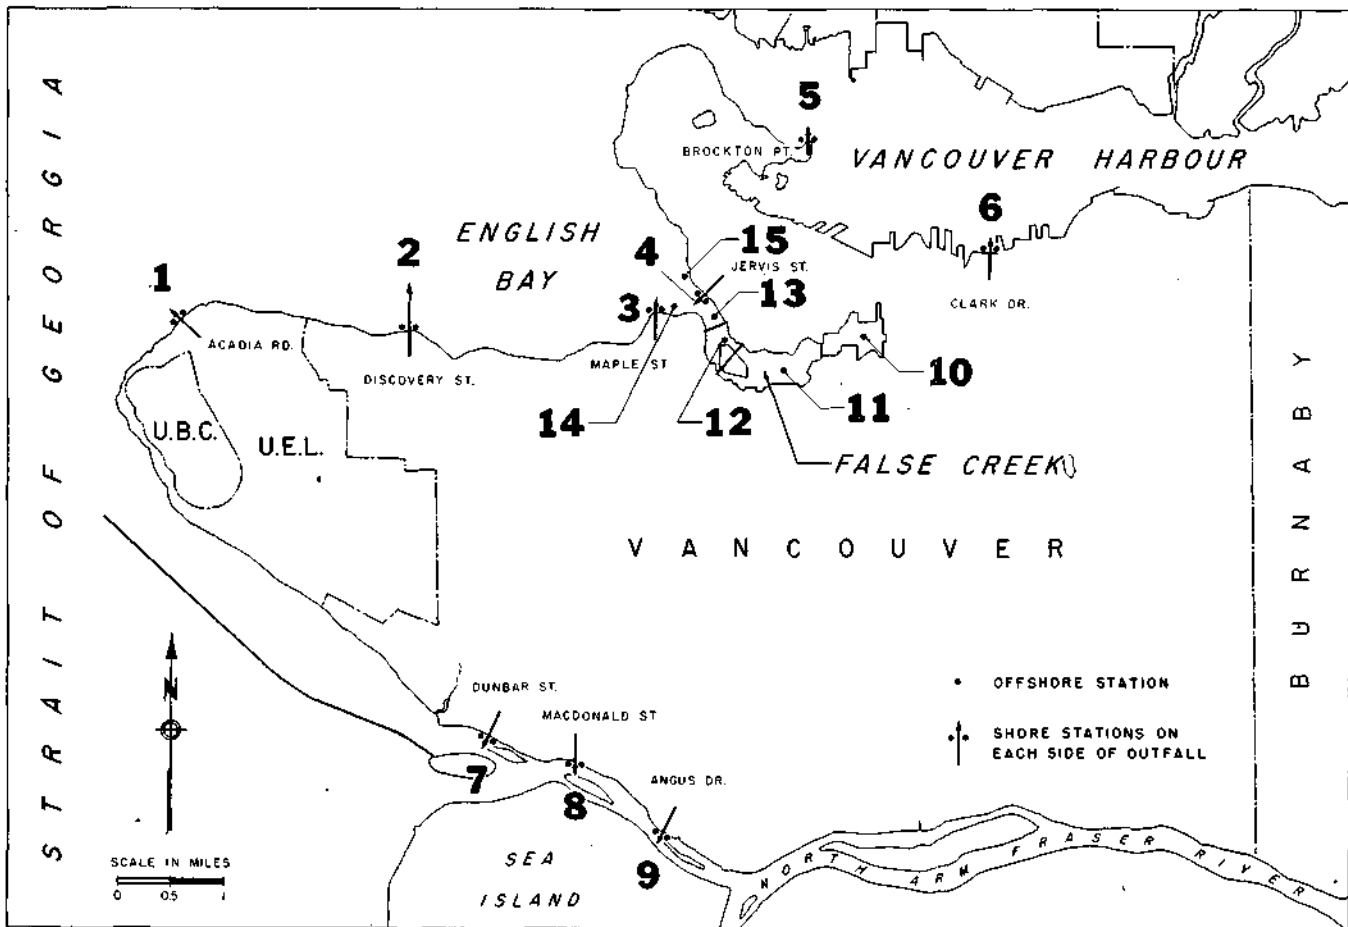 STRAIT OF GEORGIA
5
BROCKTON PT.
VANCOUVER HARBOUR
6
CLARK DR.
ENGLISH
BAY
1
ACADIA RD.
2
DISCOVERY ST.
3
MAPLE ST
4
15
JERVIS ST.
13
10
14
12
11
FALSE CREEK
U.B.C.
U.E.L.
VANCOUVER
BURNABY
N
DUNBAR ST.
MACDONALD ST
ANGUS DR.
7
8
9
OFFSHORE STATION
SHORE STATIONS ON
EACH SIDE OF OUTFALL
SCALE IN MILES
0 0.5 1
SEA
ISLAND
NORTH ARM FRASER RIVER